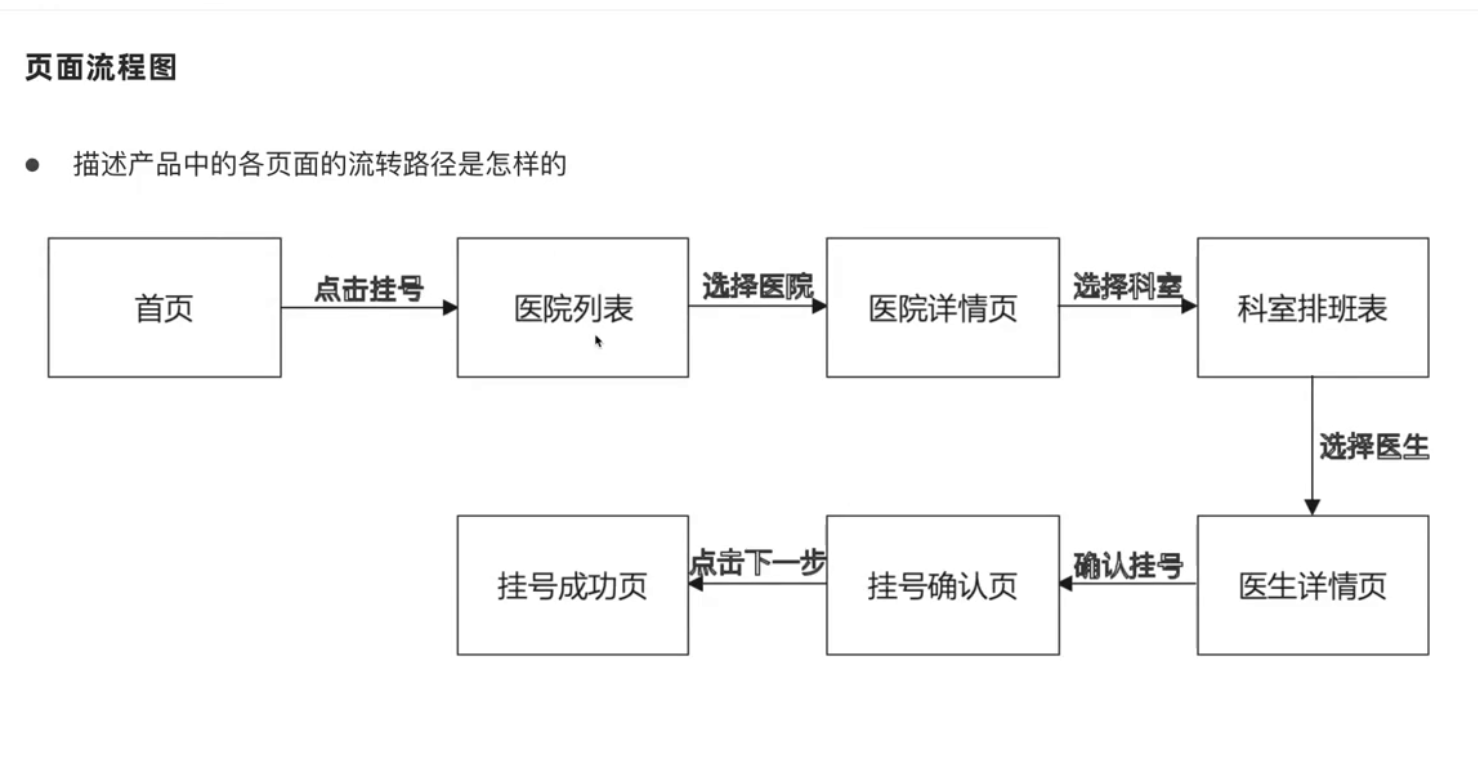 页面流程图
描述产品中的各页面的流转路径是怎样的
首页
点击挂号
医院列表
选择医院
医院详情页
选择科室
科室排班表
选择医生
医生详情页
确认挂号
挂号确认页
点击下一步
挂号成功页